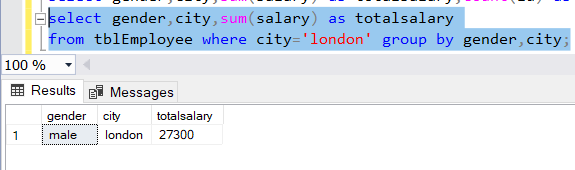 select gender,city,sum(salary) as totalsalary
from tblEmployee where city='london' group by gender,city;
100 %
Results Messages
gender city totalsalary
1 male london 27300